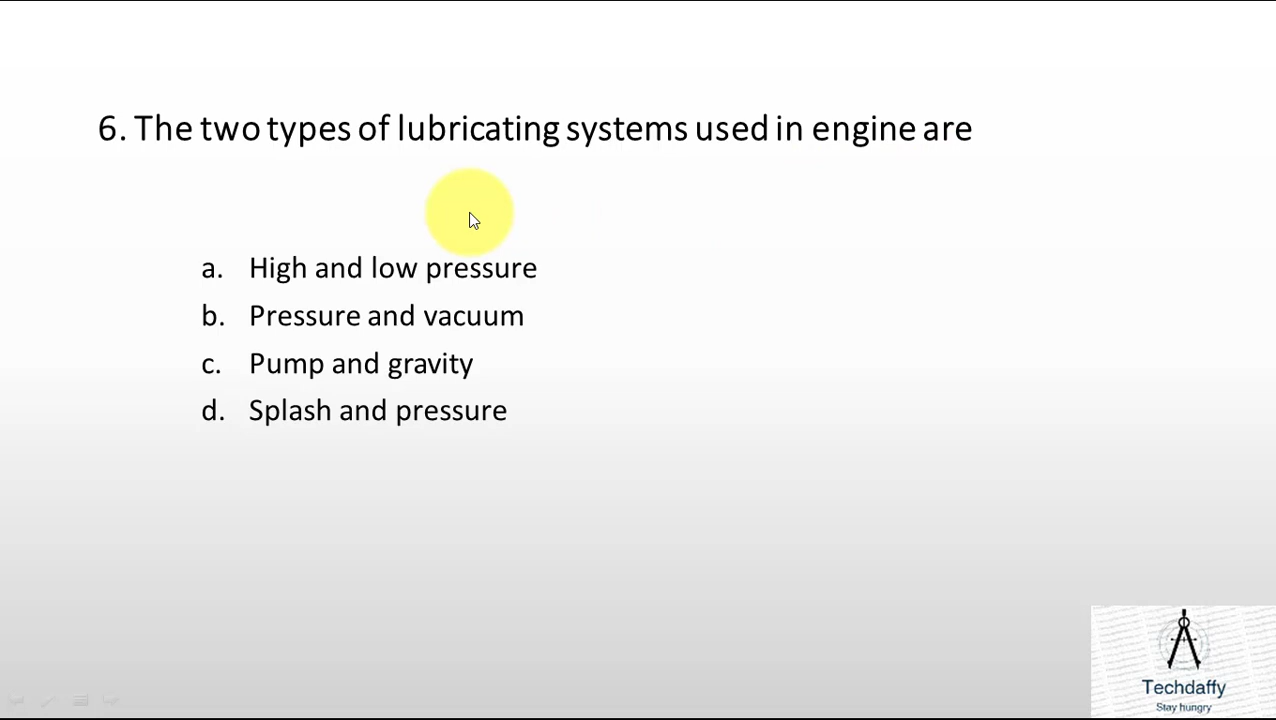 6. The two types of lubricating systems used in engine are
a. High and low pressure
b. Pressure and vacuum
c. Pump and gravity
d. Splash and pressure
Techdaffy
Stay hungry